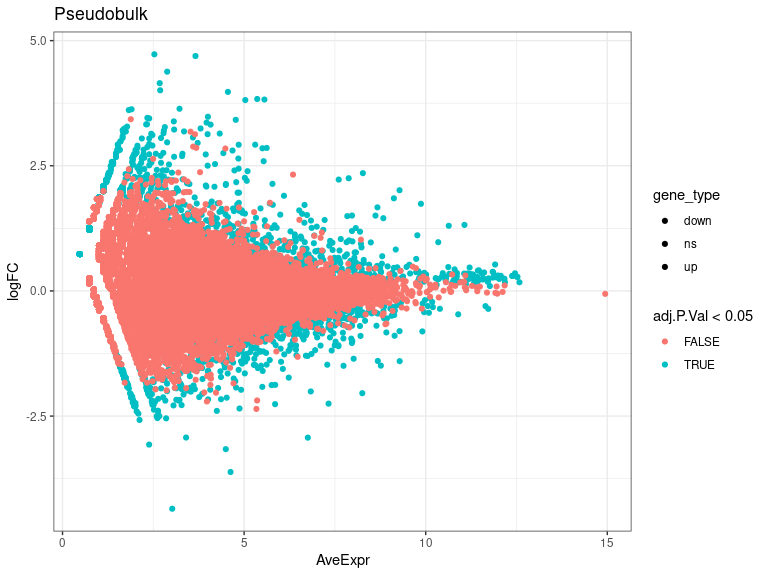 Pseudobulk
5.0
2.5
0.0
-2.5
logFC
0
5
10
15
AveExpr
gene_type
down
ns
up
adj.P.Val < 0.05
FALSE
TRUE